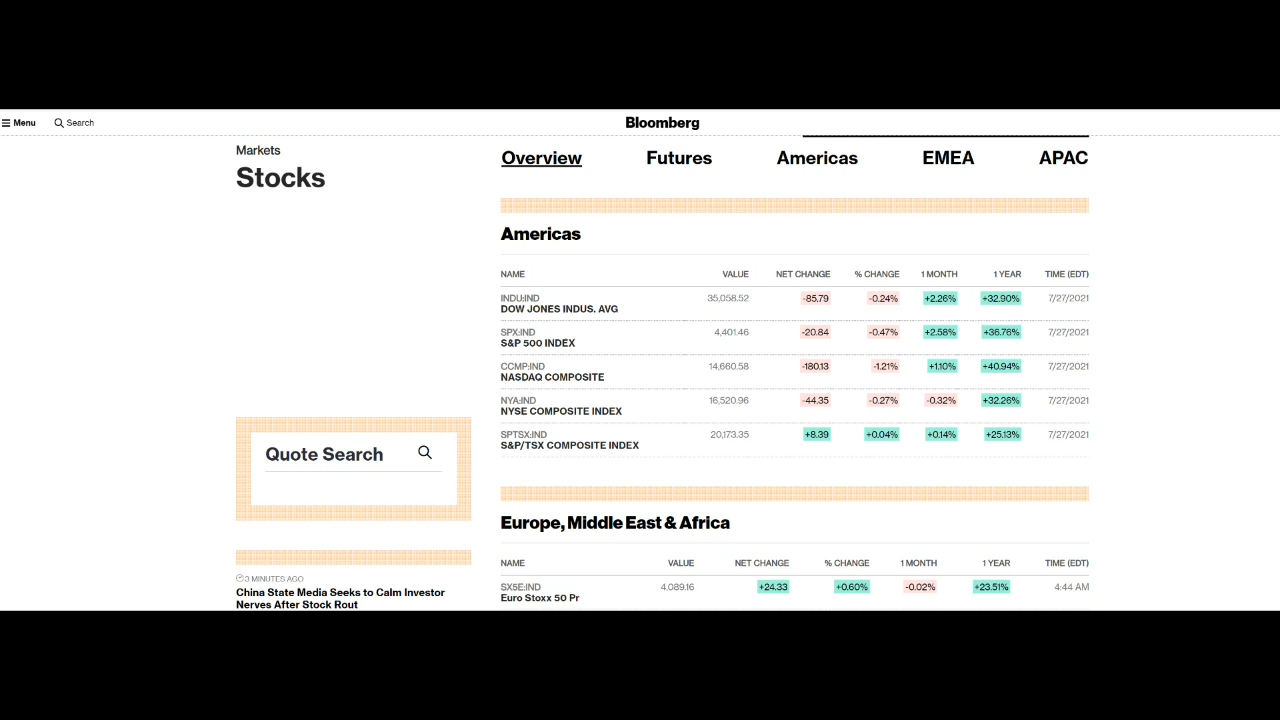 Menu Search Bloomberg
Markets
Stocks
Overview Futures Americas EMEA APAC
Americas
NAME VALUE NET CHANGE % CHANGE 1 MONTH 1 YEAR TIME (EDT)
INDU:IND 35,058.52 -85.79 -0.24% +2.26% +32.90% 7/27/2021
DOW JONES INDUS. AVG
SPX:IND 4,401.46 -20.84 -0.47% +2.58% +36.76% 7/27/2021
S&P 500 INDEX
CCMP:IND 14,660.58 -180.13 -1.21% +1.10% +40.94% 7/27/2021
NASDAQ COMPOSITE
NYA:IND 16,520.96 -44.35 -0.27% -0.32% +32.26% 7/27/2021
NYSE COMPOSITE INDEX
SPTSX:IND 20,173.35 +8.39 +0.04% +0.14% +25.13% 7/27/2021
S&P/TSX COMPOSITE INDEX
Quote Search
Europe, Middle East & Africa
NAME VALUE NET CHANGE % CHANGE 1 MONTH 1 YEAR TIME (EDT)
SX5E:IND 4,089.16 +24.33 +0.60% -0.02% +23.51% 4:44 AM
Euro Stoxx 50 Pr
3 MINUTES AGO
China State Media Seeks to Calm Investor
Nerves After Stock Rout